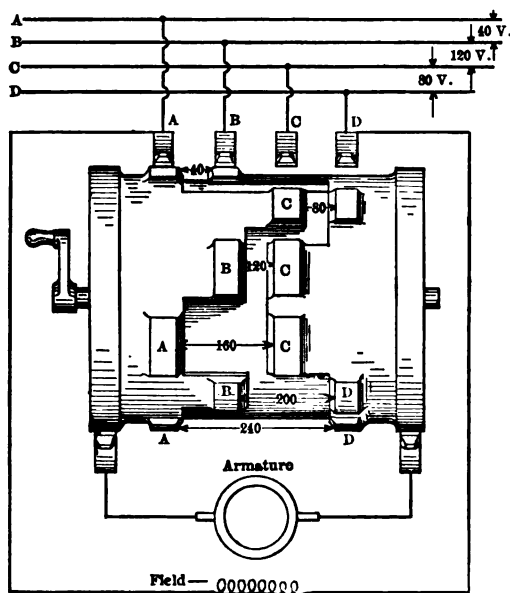 A
40 V.
B
120 V.
C
80 V.
D
A B C D
40
C 80
B 120 C
A 160 C
B 200 D
A 240 D
Armature
Field